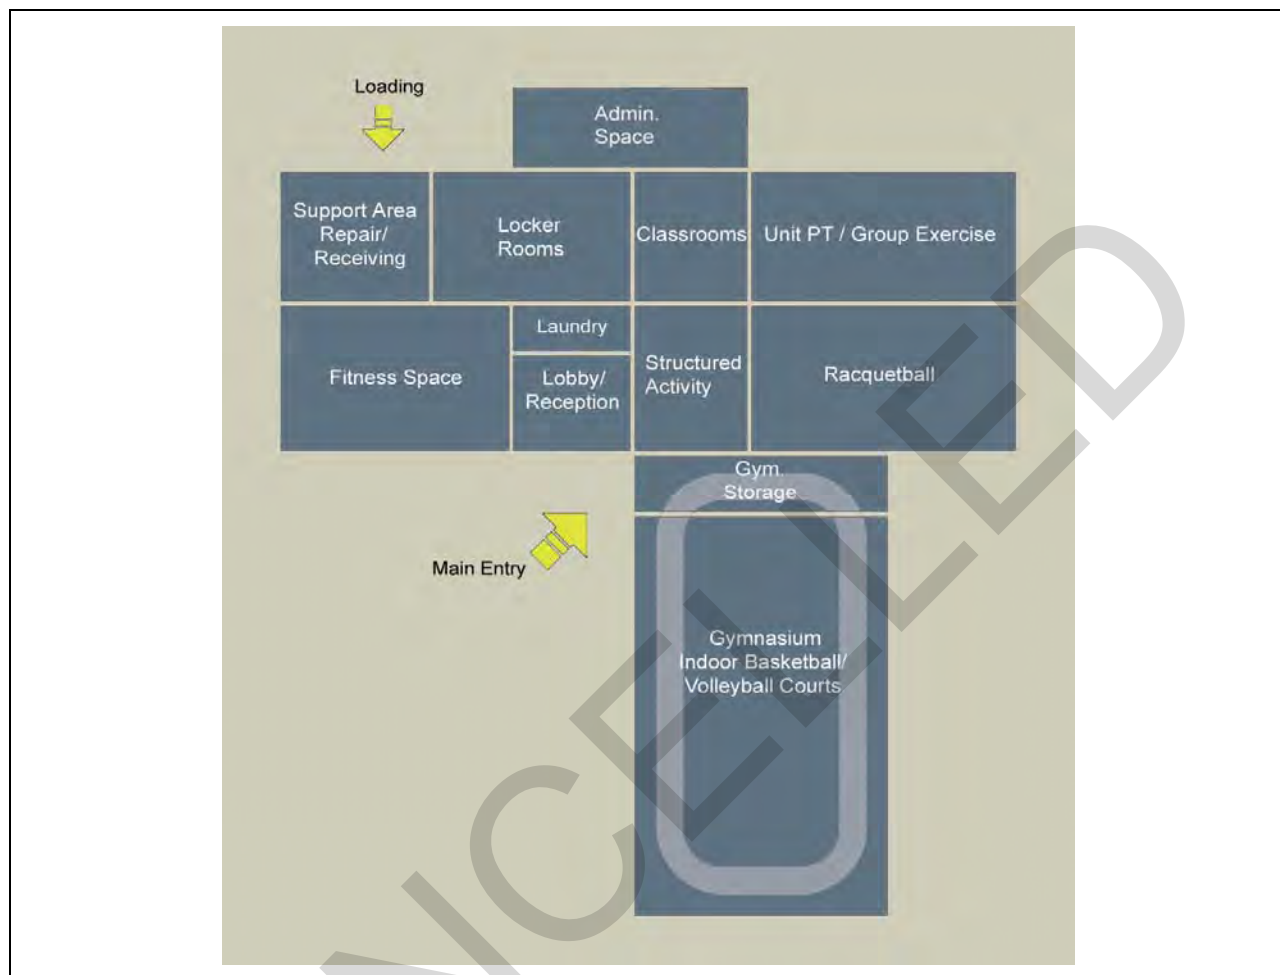 Loading
Admin.
Space
Support Area
Repair/
Receiving
Locker
Rooms
Classrooms
Unit PT / Group Exercise
Fitness Space
Laundry
Lobby/
Reception
Structured
Activity
Racquetball
Gym.
Storage
Main Entry
Gymnasium
Indoor Basketball/
Volleyball Courts
NCELLED